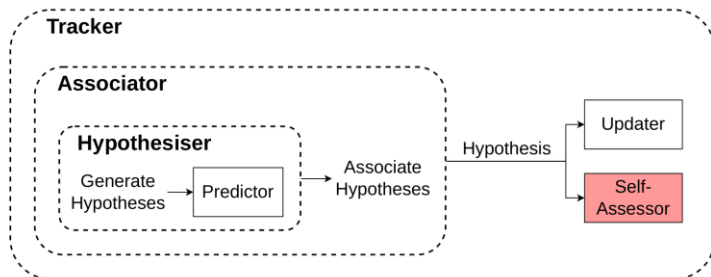 Tracker
Associator
Hypothesiser
Generate
Hypotheses
Predictor
Associate
Hypotheses
Hypothesis
Updater
Self-
Assessor